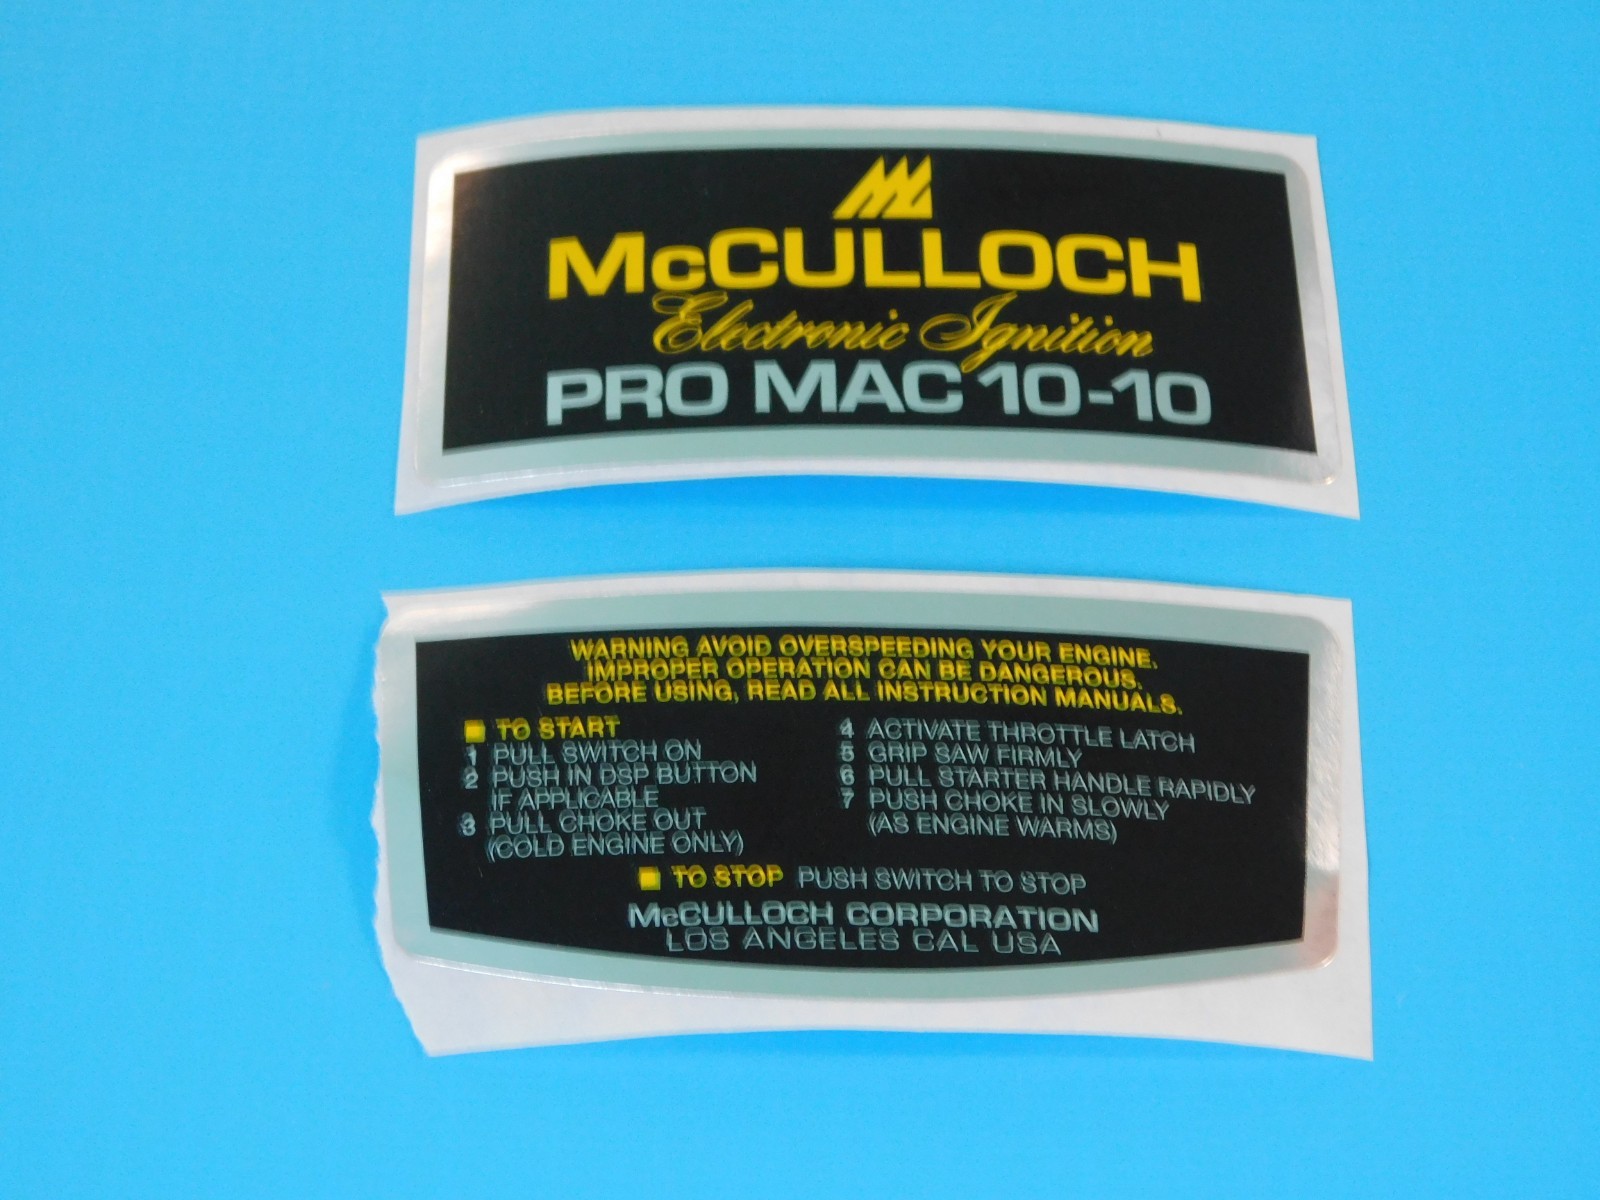 McCULLOCH
Electronic Ignition
PRO MAC 10-10
WARNING AVOID OVERSPEEDING YOUR ENGINE.
IMPROPER OPERATION CAN BE DANGEROUS.
BEFORE USING, READ ALL INSTRUCTION MANUALS.
TO START
1 PULL SWITCH ON
2 PUSH IN DSP BUTTON
IF APPLICABLE
3 PULL CHOKE OUT
(COLD ENGINE ONLY)
4 ACTIVATE THROTTLE LATCH
5 GRIP SAW FIRMLY
6 PULL STARTER HANDLE RAPIDLY
7 PUSH CHOKE IN SLOWLY
(AS ENGINE WARMS)
TO STOP PUSH SWITCH TO STOP
McCULLOCH CORPORATION
LOS ANGELES CAL USA